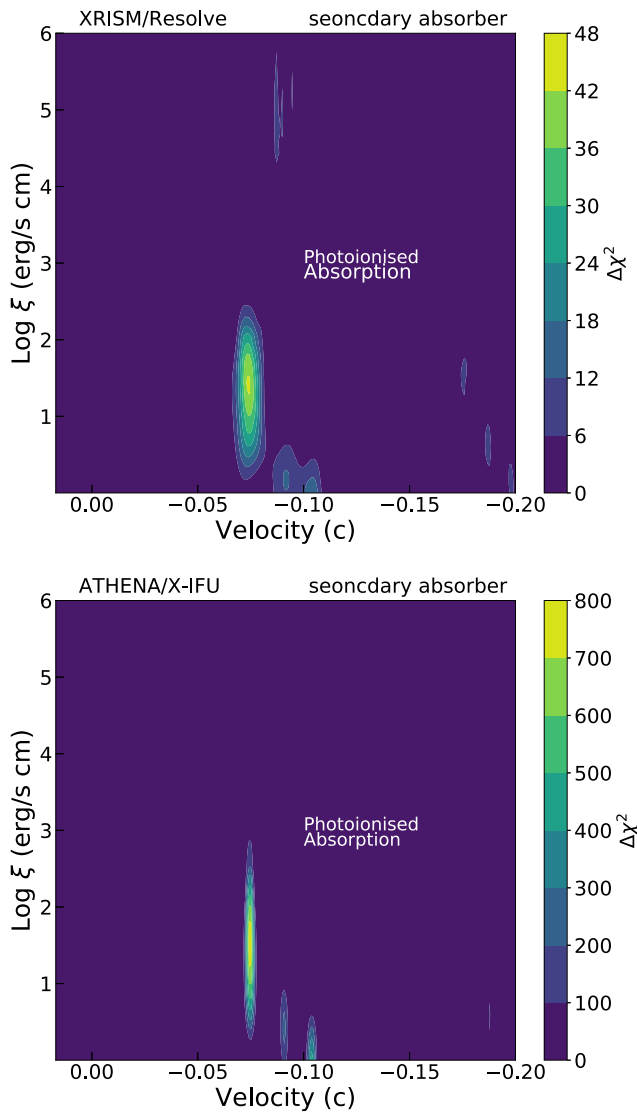 XRISM/Resolve seoncdary absorber
6
5
4
3
2
1
Log ξ (erg/s cm)
Photoionised
Absorption
0.00 −0.05 −0.10 −0.15 −0.20
Velocity (c)
48
42
36
30
24
18
12
6
0
Δχ²
ATHENA/X-IFU seoncdary absorber
6
5
4
3
2
1
Log ξ (erg/s cm)
Photoionised
Absorption
0.00 −0.05 −0.10 −0.15 −0.20
Velocity (c)
800
700
600
500
400
300
200
100
0
Δχ²